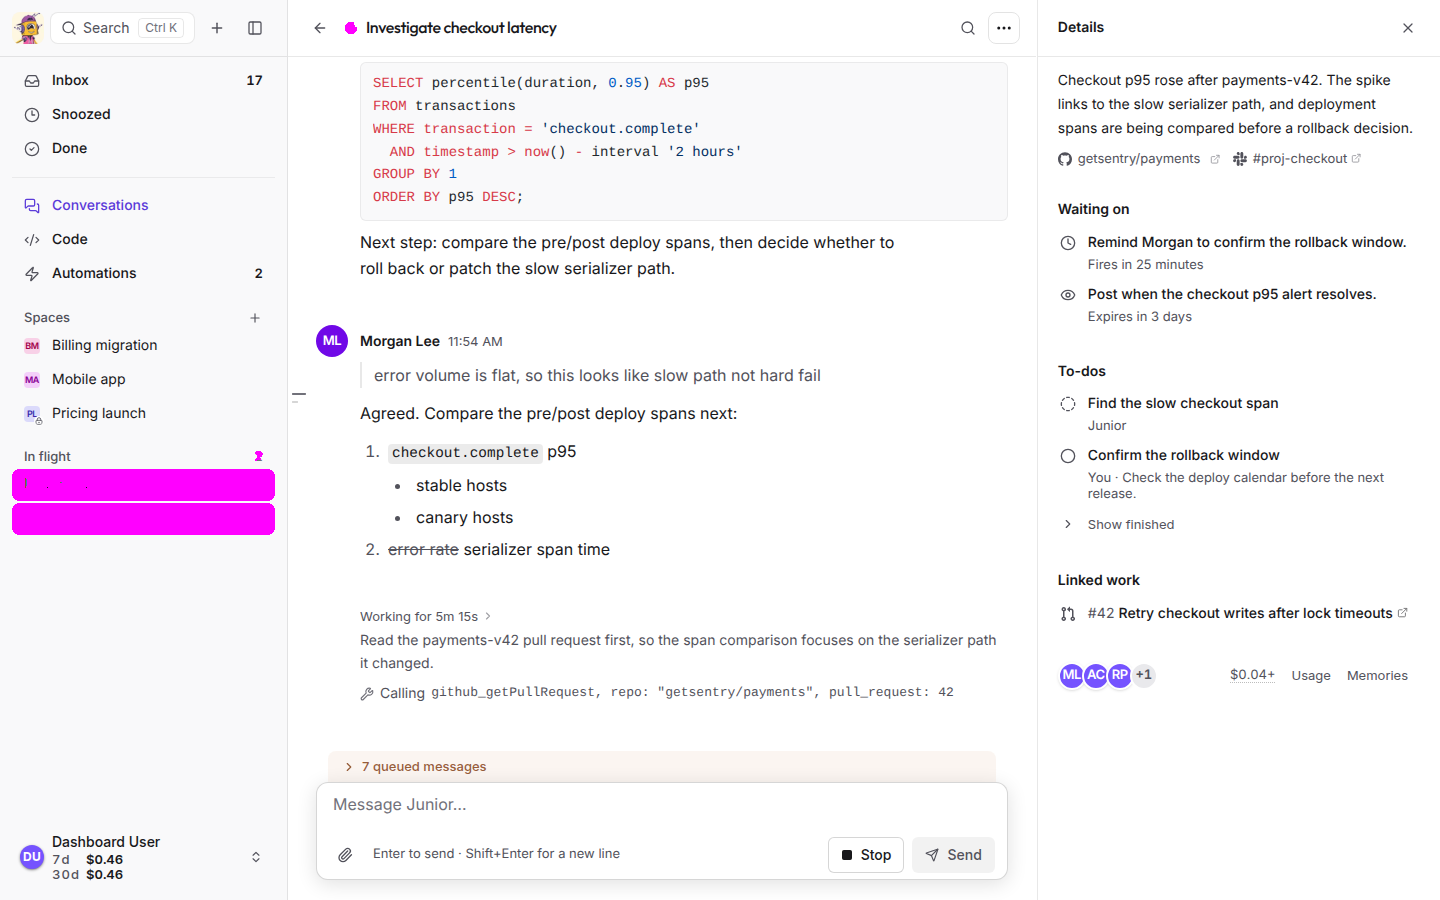 Search Ctrl K
Inbox 17
Snoozed
Done
Conversations
Code
Automations 2
Spaces
BM Billing migration
MA Mobile app
PL Pricing launch
In flight
DU Dashboard User
7d $0.46
30d $0.46
Investigate checkout latency
SELECT percentile(duration, 0.95) AS p95
FROM transactions
WHERE transaction = 'checkout.complete'
AND timestamp > now() - interval '2 hours'
GROUP BY 1
ORDER BY p95 DESC;
Next step: compare the pre/post deploy spans, then decide whether to
roll back or patch the slow serializer path.
ML Morgan Lee 11:54 AM
error volume is flat, so this looks like slow path not hard fail
Agreed. Compare the pre/post deploy spans next:
1. checkout.complete p95
• stable hosts
• canary hosts
2. error rate serializer span time
Working for 5m 15s
Read the payments-v42 pull request first, so the span comparison focuses on the serializer path
it changed.
Calling github_getPullRequest, repo: "getsentry/payments", pull_request: 42
7 queued messages
Message Junior...
Enter to send · Shift+Enter for a new line
Stop
Send
Details
Checkout p95 rose after payments-v42. The spike
links to the slow serializer path, and deployment
spans are being compared before a rollback decision.
getsentry/payments #proj-checkout
Waiting on
Remind Morgan to confirm the rollback window.
Fires in 25 minutes
Post when the checkout p95 alert resolves.
Expires in 3 days
To-dos
Find the slow checkout span
Junior
Confirm the rollback window
You · Check the deploy calendar before the next
release.
Show finished
Linked work
#42 Retry checkout writes after lock timeouts
ML AC RP +1 $0.04+ Usage Memories